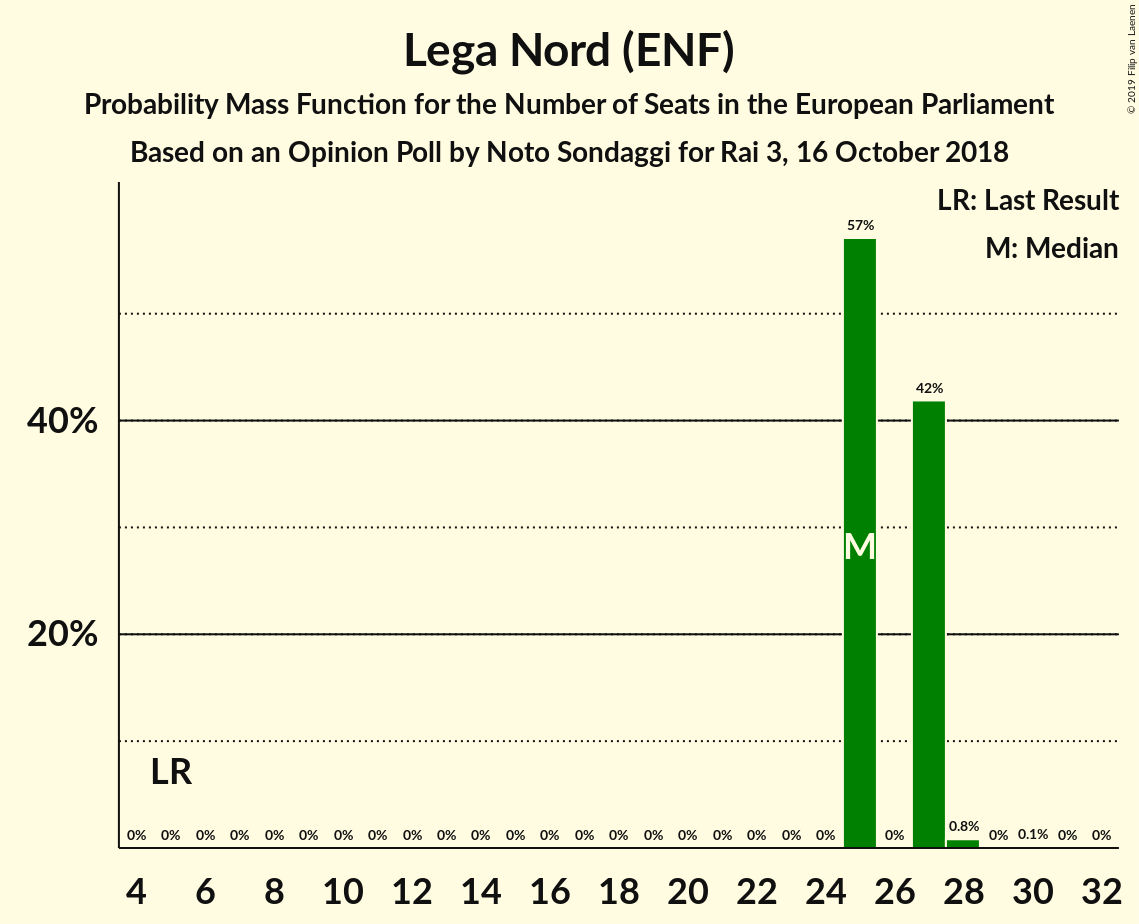 Lega Nord (ENF)
Probability Mass Function for the Number of Seats in the European Parliament
Based on an Opinion Poll by Noto Sondaggi for Rai 3, 16 October 2018
© 2019 Filip van Laenen
LR: Last Result
M: Median
57%
42%
40%
M
20%
LR
0% 0% 0% 0% 0% 0% 0% 0% 0% 0% 0% 0% 0% 0% 0% 0% 0% 0% 0% 0% 0% 0% 0.8% 0% 0.1% 0% 0%
4 6 8 10 12 14 16 18 20 22 24 26 28 30 32